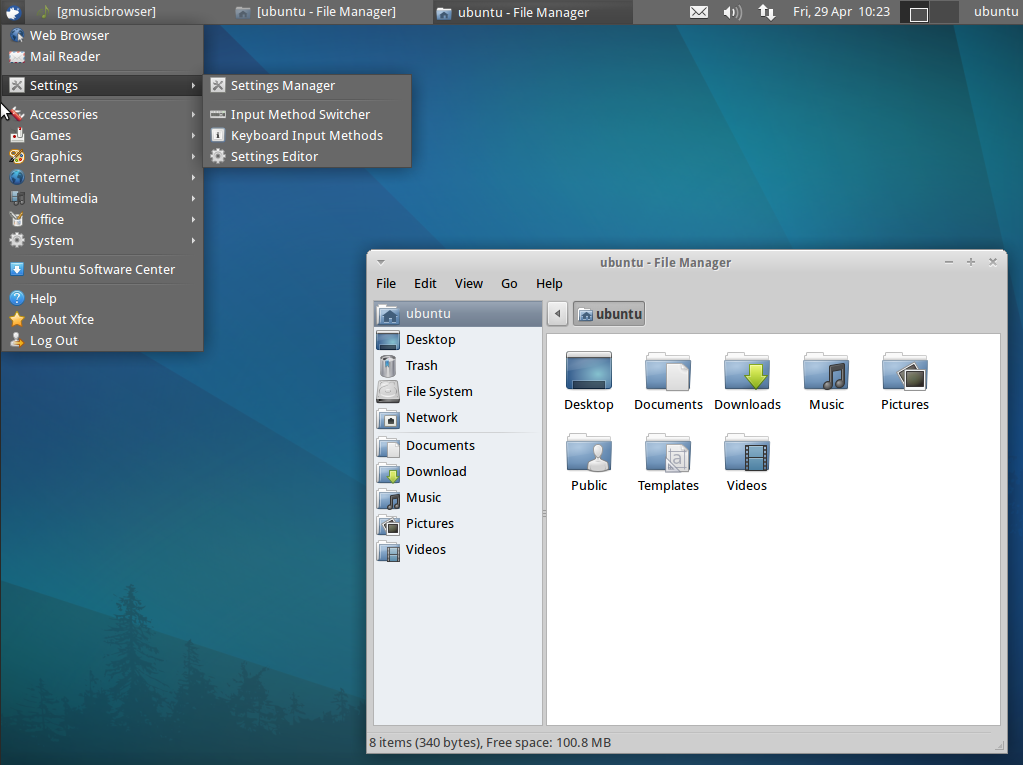 [gmusicbrowser]
[ubuntu - File Manager]
ubuntu - File Manager
Fri, 29 Apr 10:23
ubuntu
Web Browser
Mail Reader
Settings
Accessories
Games
Graphics
Internet
Multimedia
Office
System
Ubuntu Software Center
Help
About Xfce
Log Out
Settings Manager
Input Method Switcher
Keyboard Input Methods
Settings Editor
ubuntu - File Manager
File Edit View Go Help
ubuntu
Desktop
Trash
File System
Network
Documents
Download
Music
Pictures
Videos
ubuntu
Desktop Documents Downloads Music Pictures
Public Templates Videos
8 items (340 bytes), Free space: 100.8 MB